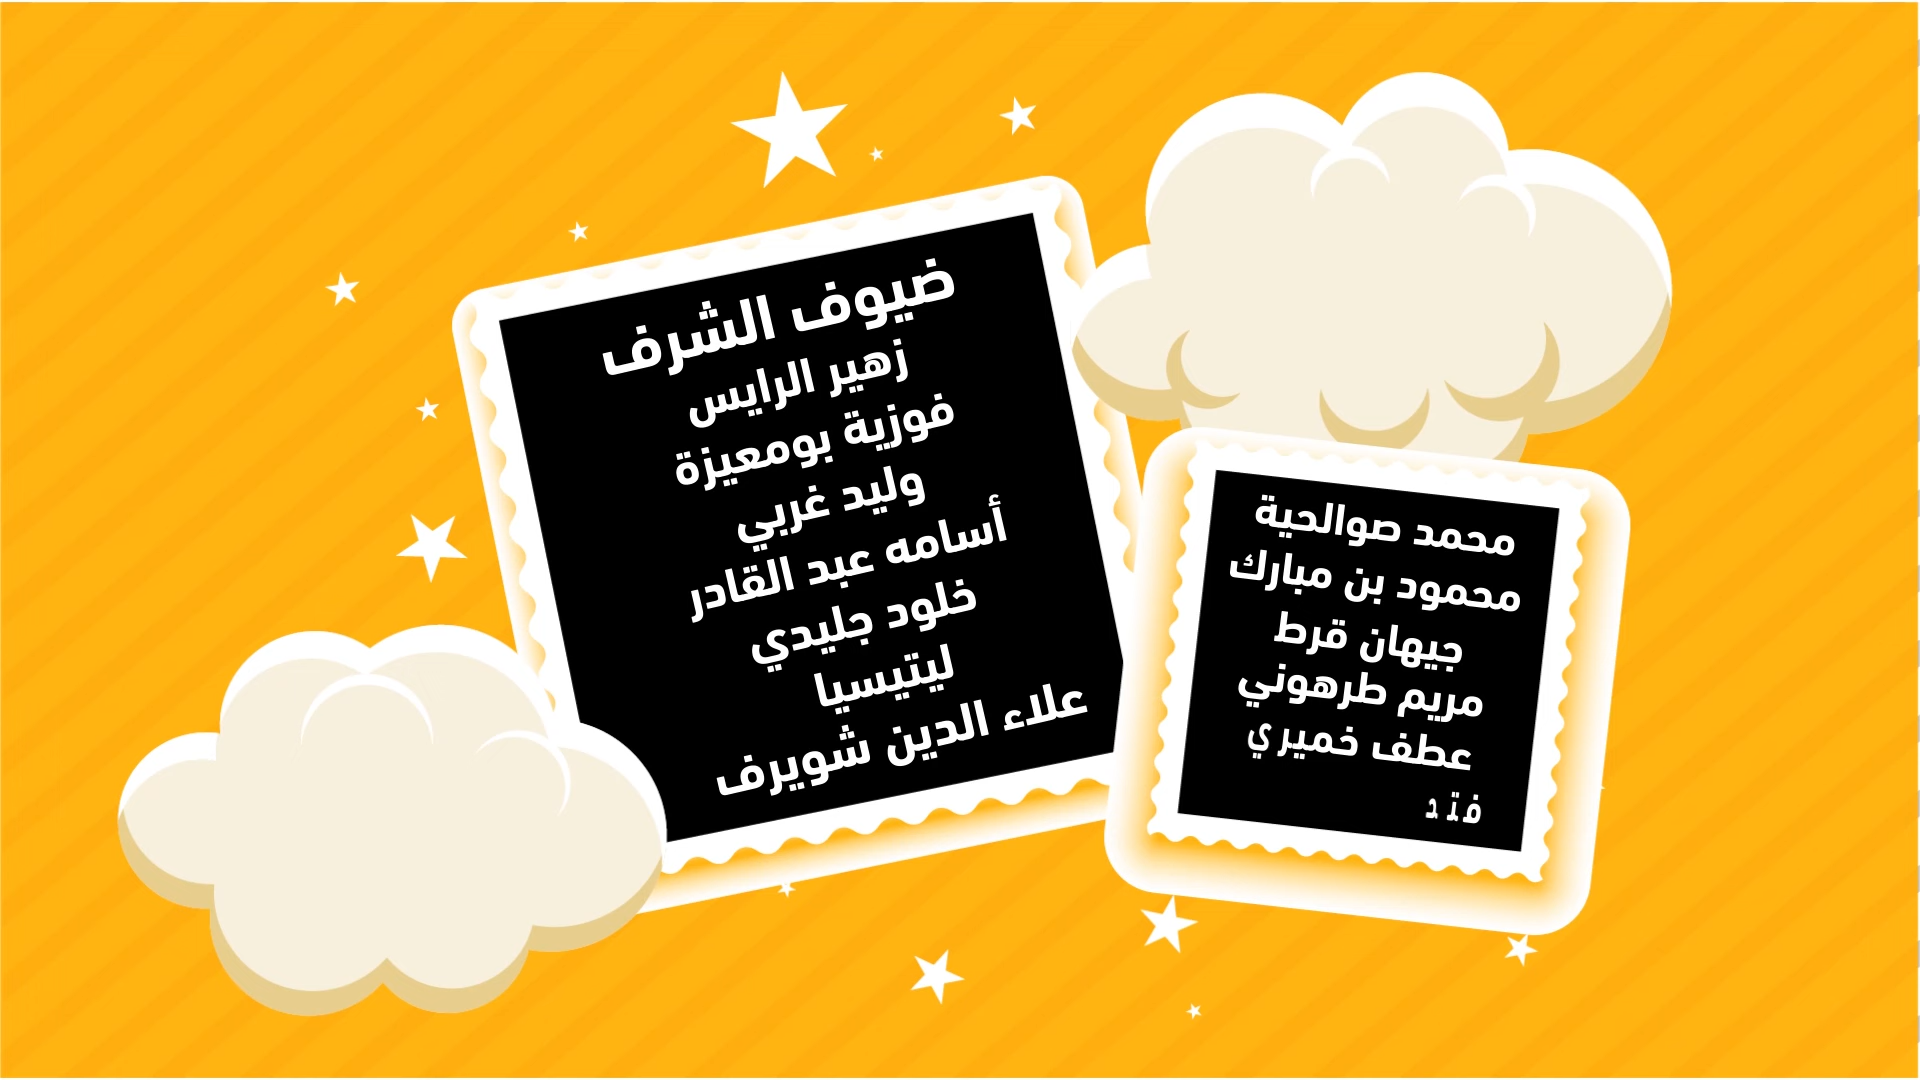 ضيوف الشرف
زهير الرايس
فوزية بومعيزة
وليد غربي
أسامه عبد القادر
خلود جليدي
ليتيسيا
علاء الدين شويرف
محمد صوالحية
محمود بن مبارك
جيهان قرط
مريم طرهوني
عطف خميري
فتد